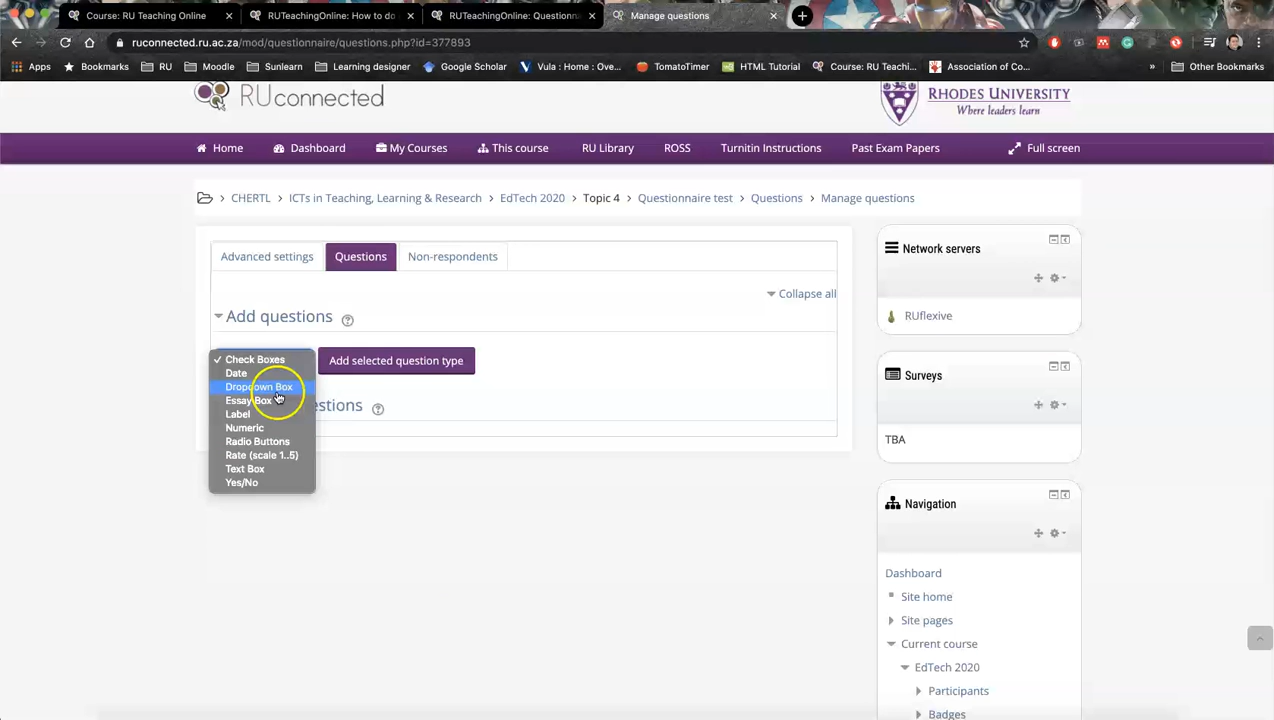 Course: RU Teaching Online
RUTeachingOnline: How to do
RUTeachingOnline: Questionna
Manage questions
ruconnected.ru.ac.za/mod/questionnaire/questions.php?id=377893
Apps
Bookmarks
RU
Moodle
Sunlearn
Learning designer
Google Scholar
Vula : Home : Ove...
TomatoTimer
HTML Tutorial
Course: RU Teachi...
Association of Co...
»
Other Bookmarks
RUconnected
RHODES UNIVERSITY
Where leaders learn
Home
Dashboard
My Courses
This course
RU Library
ROSS
Turnitin Instructions
Past Exam Papers
Full screen
CHERTL > ICTs in Teaching, Learning & Research > EdTech 2020 > Topic 4 > Questionnaire test > Questions > Manage questions
Advanced settings
Questions
Non-respondents
Collapse all
Add questions
Check Boxes
Date
Dropdown Box
Essay Box
Label
Numeric
Radio Buttons
Rate (scale 1..5)
Text Box
Yes/No
Add selected question type
estions
Network servers
RUflexive
Surveys
TBA
Navigation
Dashboard
Site home
Site pages
Current course
EdTech 2020
Participants
Badges